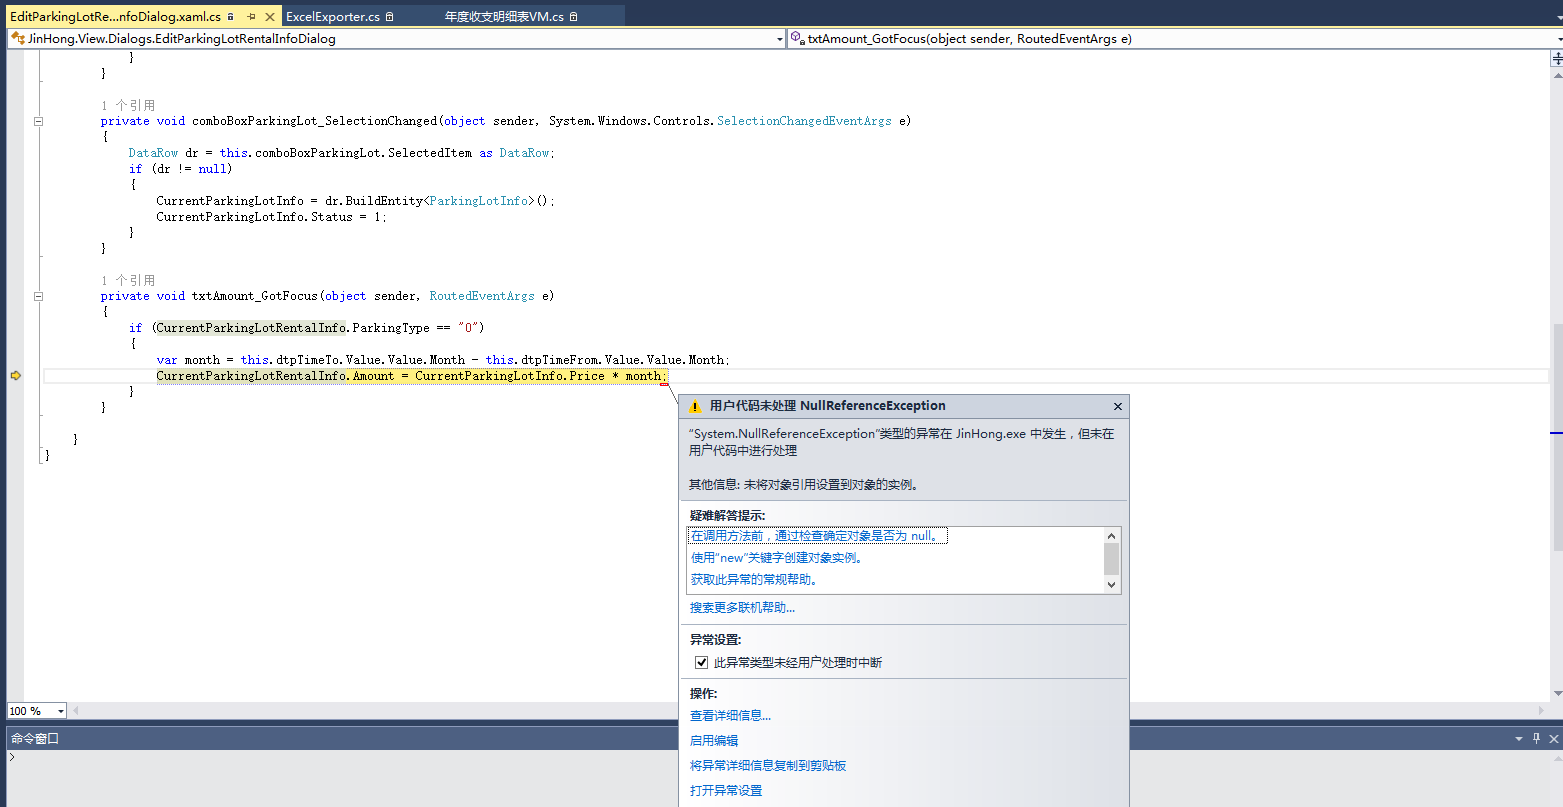 EditParkingLotRe...nfoDialog.xaml.cs
ExcelExporter.cs
年度收支明细表VM.cs
JinHong.View.Dialogs.EditParkingLotRentalInfoDialog
txtAmount_GotFocus(object sender, RoutedEventArgs e)
}
}
1 个引用
private void comboBoxParkingLot_SelectionChanged(object sender, System.Windows.Controls.SelectionChangedEventArgs e)
{
DataRow dr = this.comboBoxParkingLot.SelectedItem as DataRow;
if (dr != null)
{
CurrentParkingLotInfo = dr.BuildEntity<ParkingLotInfo>();
CurrentParkingLotInfo.Status = 1;
}
}
1 个引用
private void txtAmount_GotFocus(object sender, RoutedEventArgs e)
{
if (CurrentParkingLotRentalInfo.ParkingType == "0")
{
var month = this.dtpTimeTo.Value.Value.Month - this.dtpTimeFrom.Value.Value.Month;
CurrentParkingLotRentalInfo.Amount = CurrentParkingLotInfo.Price * month;
}
}
}
}
用户代码未处理 NullReferenceException
“System.NullReferenceException”类型的异常在 JinHong.exe 中发生，但未在
用户代码中进行处理
其他信息: 未将对象引用设置到对象的实例。
疑难解答提示:
在调用方法前，通过检查确定对象是否为 null。
使用“new”关键字创建对象实例。
获取此异常的常规帮助。
搜索更多联机帮助...
异常设置:
此异常类型未经用户处理时中断
操作:
查看详细信息...
启用编辑
将异常详细信息复制到剪贴板
打开异常设置
100 %
命令窗口
>